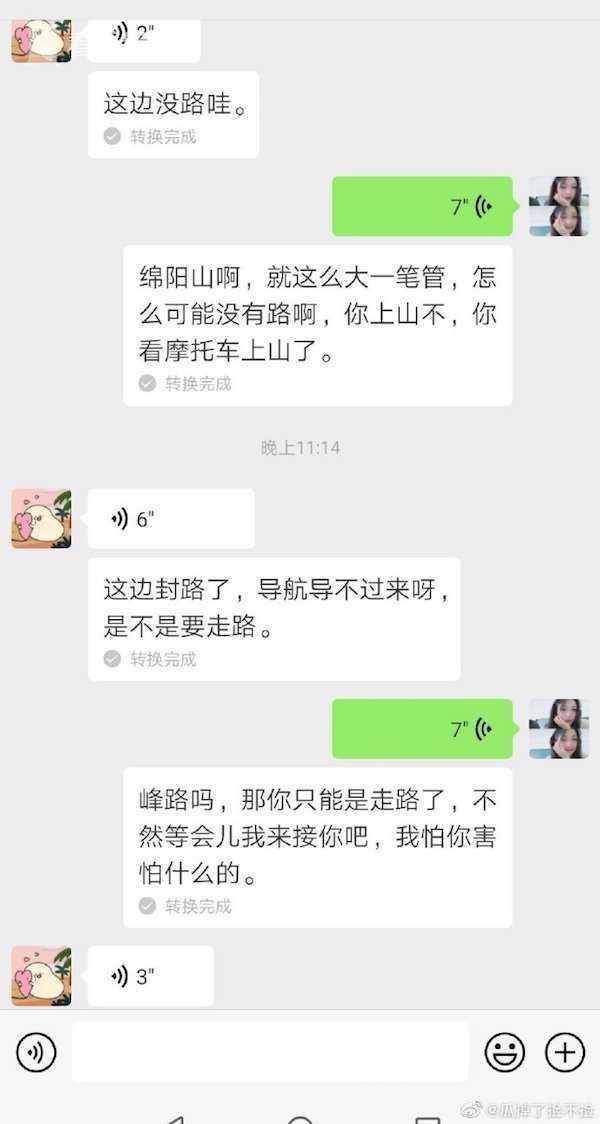 2"
这边没路哇。
转换完成
7"
绵阳山啊，就这么大一笔管，怎
么可能没有路啊，你上山不，你
看摩托车上山了。
转换完成
晚上11:14
6"
这边封路了，导航导不过来呀，
是不是要走路。
转换完成
7"
峰路吗，那你只能是走路了，不
然等会儿我来接你吧，我怕你害
怕什么的。
转换完成
3"
@瓜掉了捡不捡